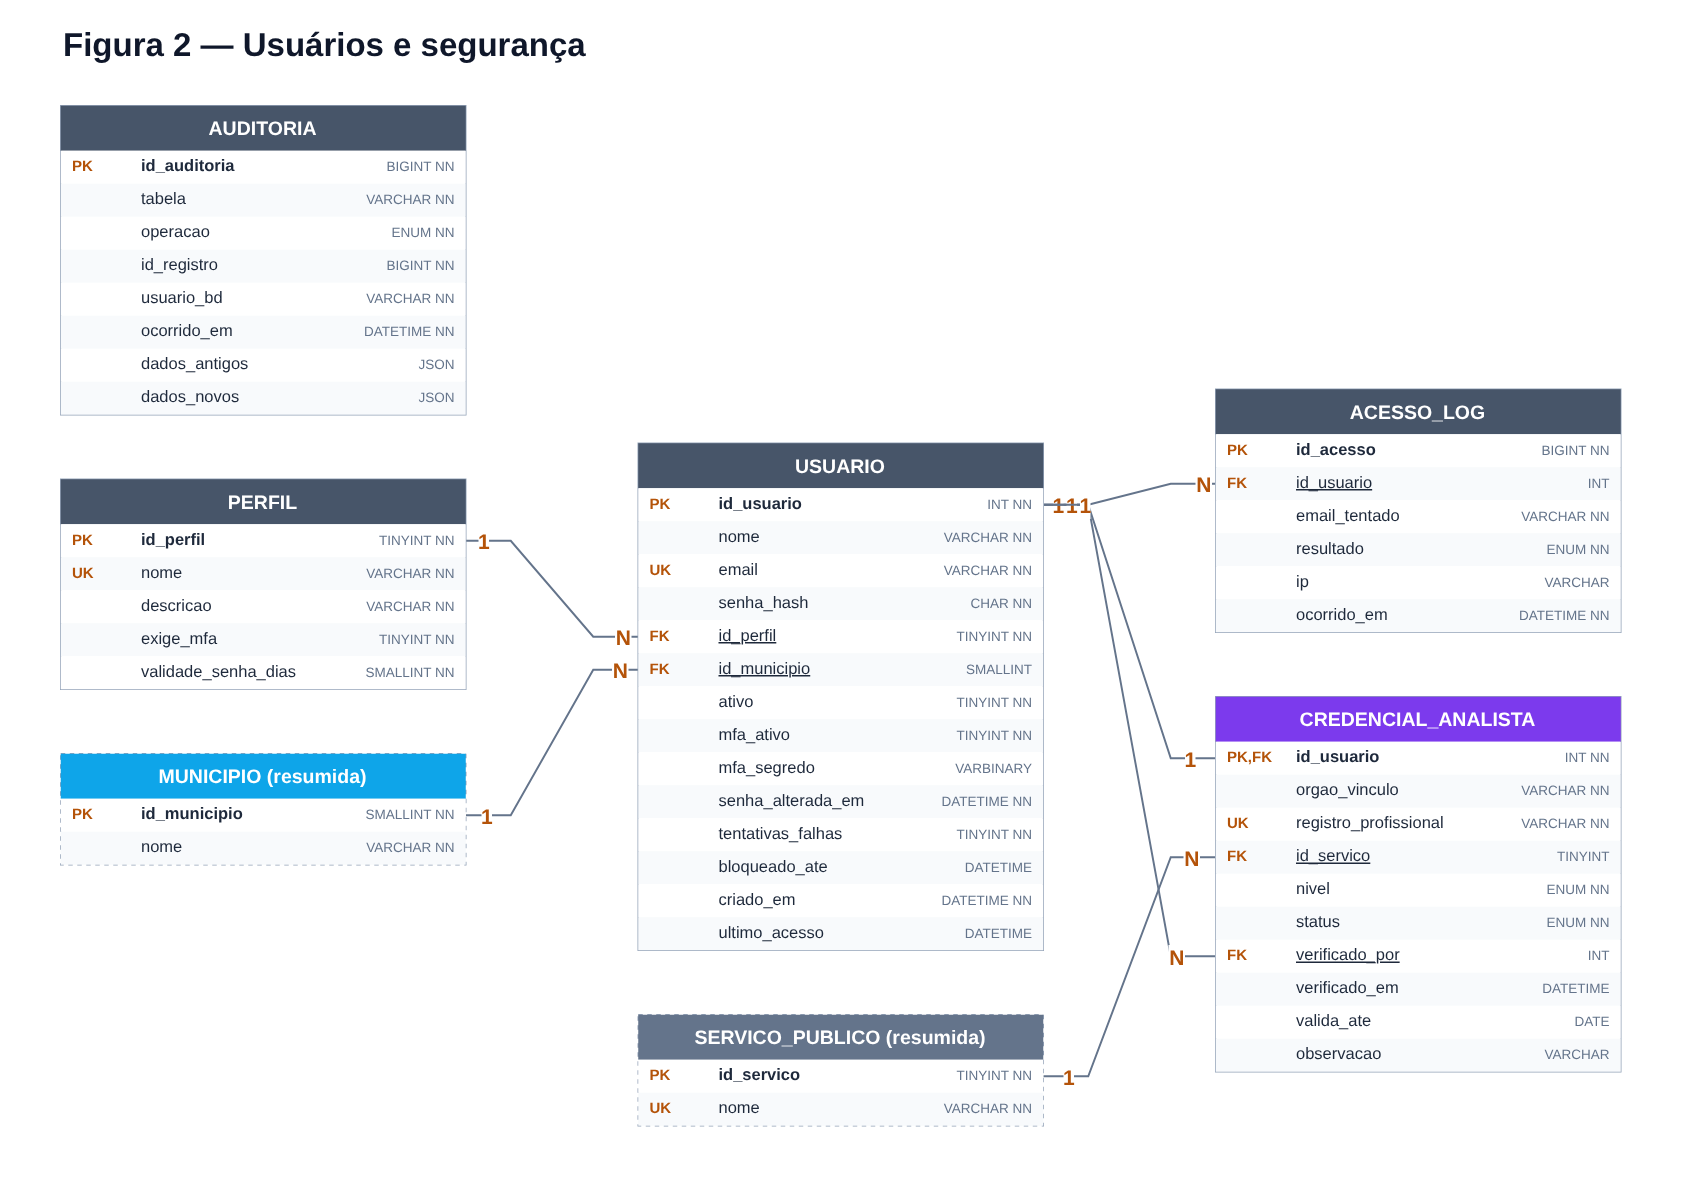 Figura 2 — Usuários e segurança
AUDITORIA
PK id_auditoria BIGINT NN
tabela VARCHAR NN
operacao ENUM NN
id_registro BIGINT NN
usuario_bd VARCHAR NN
ocorrido_em DATETIME NN
dados_antigos JSON
dados_novos JSON
PERFIL
PK id_perfil TINYINT NN
UK nome VARCHAR NN
descricao VARCHAR NN
exige_mfa TINYINT NN
validade_senha_dias SMALLINT NN
1
N
MUNICIPIO (resumida)
PK id_municipio SMALLINT NN
nome VARCHAR NN
1
N
USUARIO
PK id_usuario INT NN
nome VARCHAR NN
UK email VARCHAR NN
senha_hash CHAR NN
FK id_perfil TINYINT NN
FK id_municipio SMALLINT
ativo TINYINT NN
mfa_ativo TINYINT NN
mfa_segredo VARBINARY
senha_alterada_em DATETIME NN
tentativas_falhas TINYINT NN
bloqueado_ate DATETIME
criado_em DATETIME NN
ultimo_acesso DATETIME
1 1 1
SERVICO_PUBLICO (resumida)
PK id_servico TINYINT NN
UK nome VARCHAR NN
1
ACESSO_LOG
PK id_acesso BIGINT NN
N FK id_usuario INT
email_tentado VARCHAR NN
resultado ENUM NN
ip VARCHAR
ocorrido_em DATETIME NN
CREDENCIAL_ANALISTA
1 PK,FK id_usuario INT NN
orgao_vinculo VARCHAR NN
UK registro_profissional VARCHAR NN
N FK id_servico TINYINT
nivel ENUM NN
status ENUM NN
N FK verificado_por INT
verificado_em DATETIME
valida_ate DATE
observacao VARCHAR